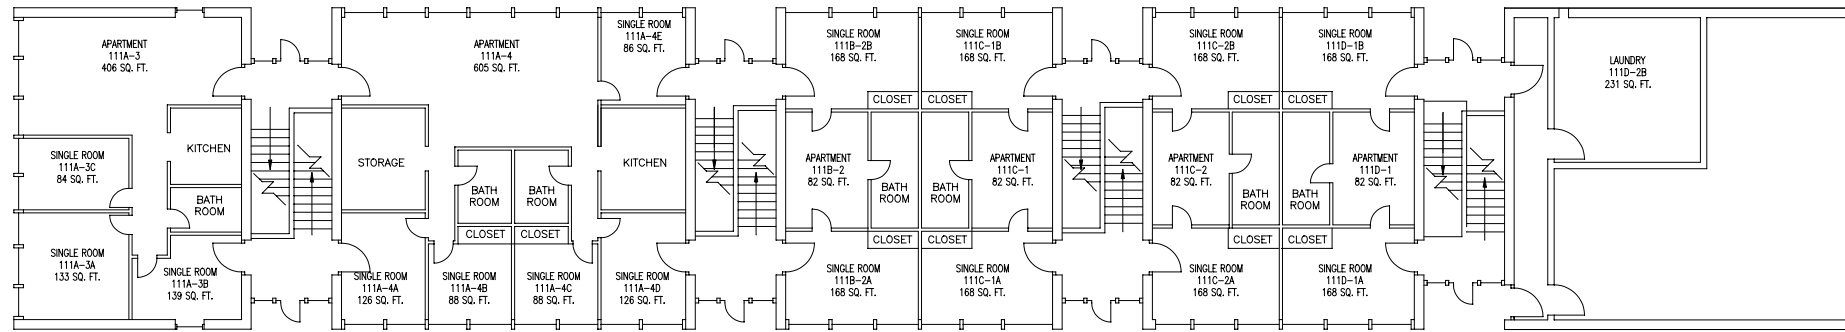 APARTMENT
111A-3
406 SQ. FT.
APARTMENT
111A-4
605 SQ. FT.
SINGLE ROOM
111A-4E
86 SQ. FT.
SINGLE ROOM
111B-2B
168 SQ. FT.
SINGLE ROOM
111C-1B
168 SQ. FT.
SINGLE ROOM
111C-2B
168 SQ. FT.
SINGLE ROOM
111D-1B
168 SQ. FT.
LAUNDRY
111D-2B
231 SQ. FT.
CLOSET
CLOSET
CLOSET
CLOSET
SINGLE ROOM
111A-3C
84 SQ. FT.
KITCHEN
STORAGE
KITCHEN
APARTMENT
111B-2
82 SQ. FT.
APARTMENT
111C-1
82 SQ. FT.
APARTMENT
111C-2
82 SQ. FT.
APARTMENT
111D-1
82 SQ. FT.
BATH
ROOM
BATH
ROOM
BATH
ROOM
BATH
ROOM
BATH
ROOM
BATH
ROOM
BATH
ROOM
CLOSET
CLOSET
CLOSET
CLOSET
CLOSET
CLOSET
SINGLE ROOM
111A-3A
133 SQ. FT.
SINGLE ROOM
111A-3B
139 SQ. FT.
SINGLE ROOM
111A-4A
126 SQ. FT.
SINGLE ROOM
111A-4B
88 SQ. FT.
SINGLE ROOM
111A-4C
88 SQ. FT.
SINGLE ROOM
111A-4D
126 SQ. FT.
SINGLE ROOM
111B-2A
168 SQ. FT.
SINGLE ROOM
111C-1A
168 SQ. FT.
SINGLE ROOM
111C-2A
168 SQ. FT.
SINGLE ROOM
111D-1A
168 SQ. FT.